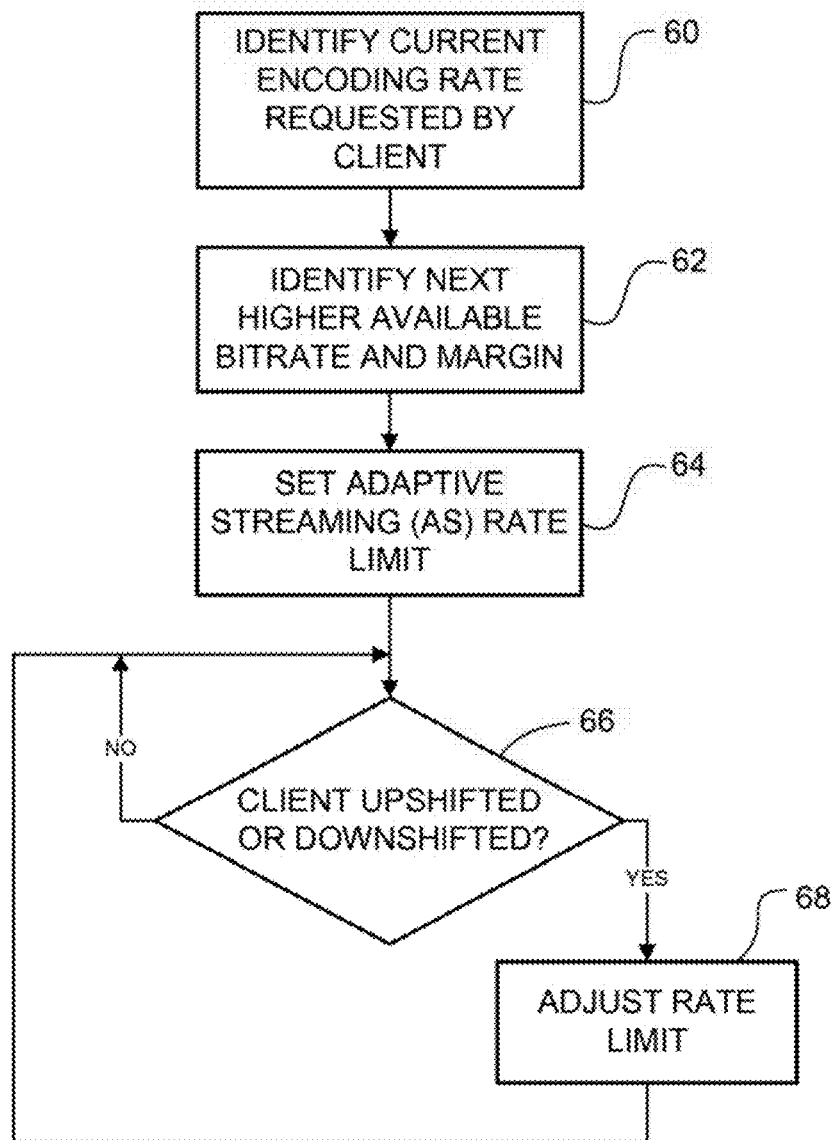 IDENTIFY CURRENT
ENCODING RATE
REQUESTED BY
CLIENT
60
IDENTIFY NEXT
HIGHER AVAILABLE
BITRATE AND MARGIN
62
SET ADAPTIVE
STREAMING (AS) RATE
LIMIT
64
CLIENT UPSHIFTED
OR DOWNSHIFTED?
66
NO
YES
ADJUST RATE
LIMIT
68